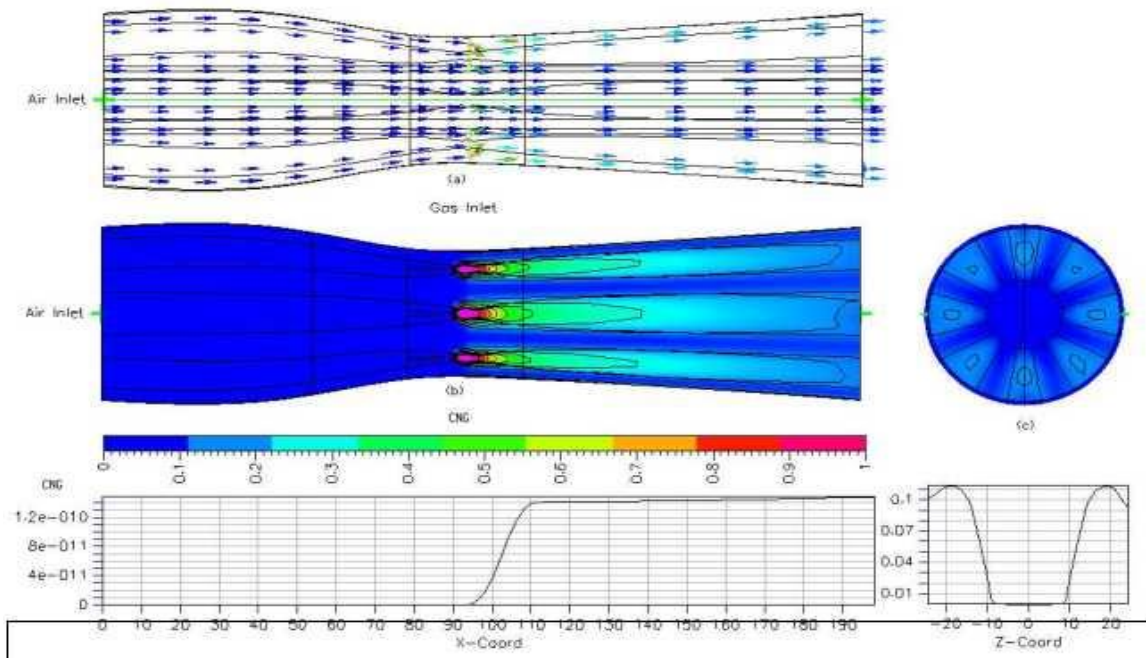 Air Inlet
(a)
Gas Inlet
Air Inlet
(b)
(c)
CNG
0 0.1 0.2 0.3 0.4 0.5 0.6 0.7 0.8 0.9 1
CNG
1.2e-010
8e-011
4e-011
0
0 10 20 30 40 50 60 70 80 90 100 110 120 130 140 150 160 170 180 190
X-Coord
0.1
0.07
0.04
0.01
-20 -10 0 10 20
Z-Coord